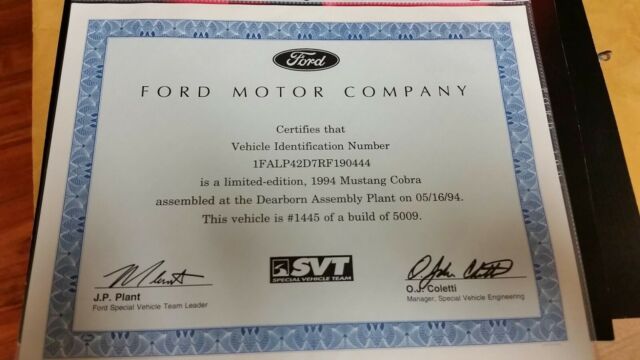 Ford
FORD MOTOR COMPANY
Certifies that
Vehicle Identification Number
1FALP42D7RF190444
is a limited-edition, 1994 Mustang Cobra
assembled at the Dearborn Assembly Plant on 05/16/94.
This vehicle is #1445 of a build of 5009.
SVT
SPECIAL VEHICLE TEAM
J.P. Plant
Ford Special Vehicle Team Leader
O.J. Coletti
Manager, Special Vehicle Engineering